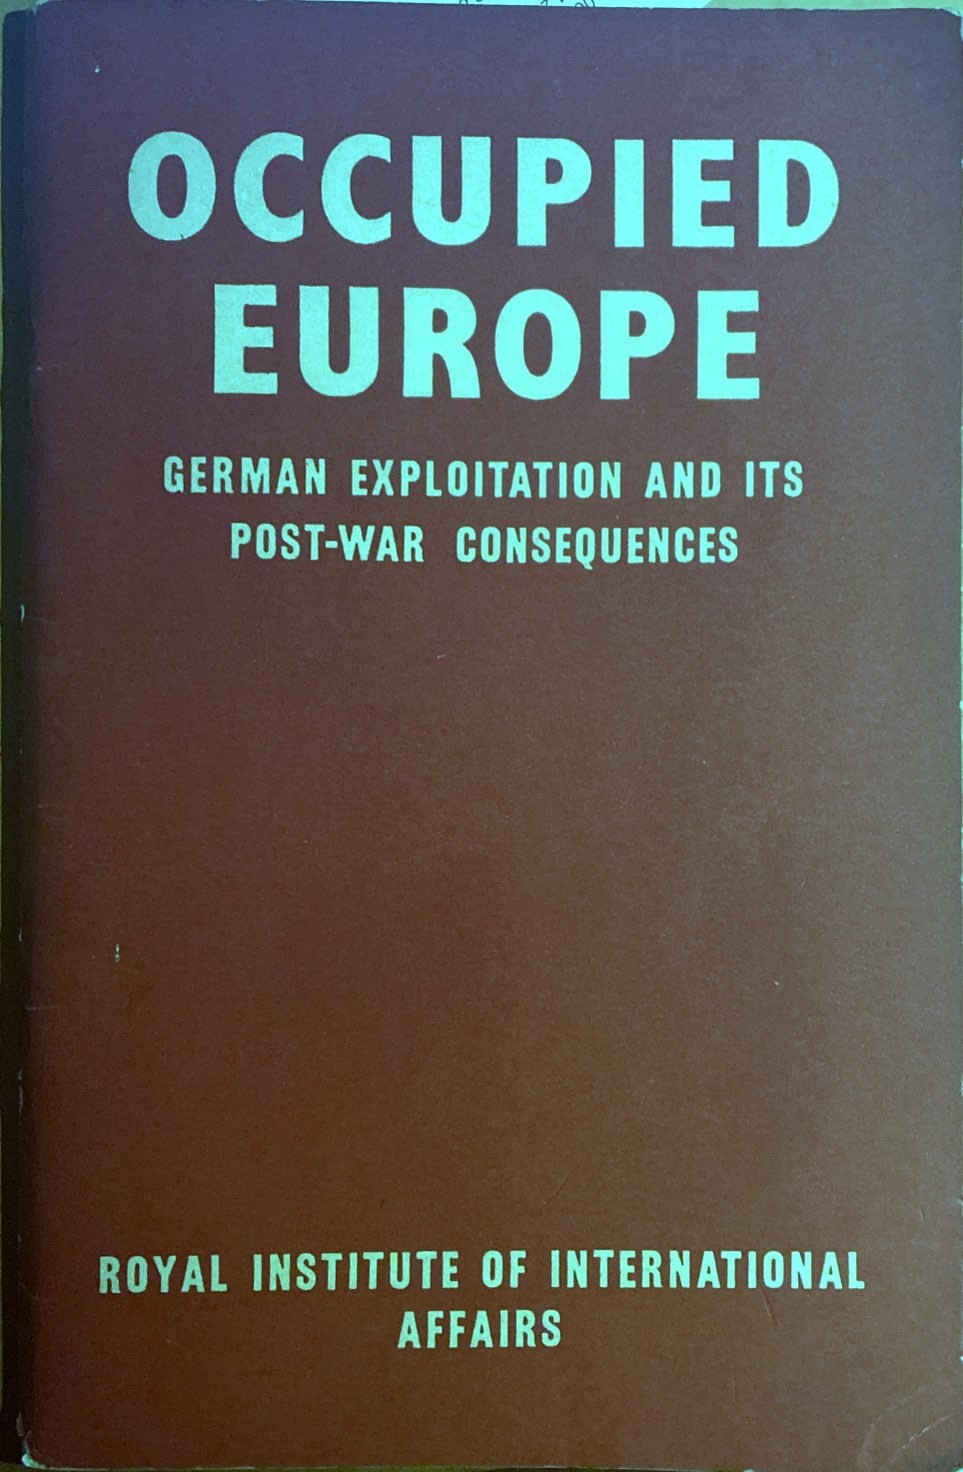 OCCUPIED
EUROPE
GERMAN EXPLOITATION AND ITS
POST-WAR CONSEQUENCES
ROYAL INSTITUTE OF INTERNATIONAL
AFFAIRS